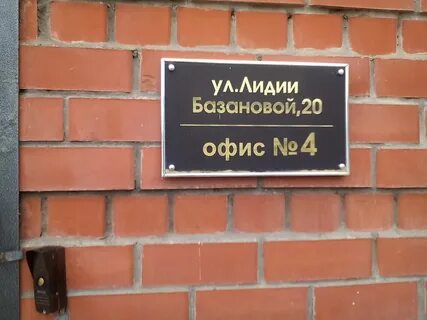 ул.Лидии
Базановой,20
офис №4